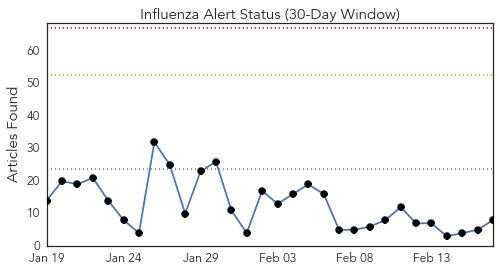 Influenza Alert Status (30-Day Window)
Articles Found
60
50
40
30
20
10
0
Jan 19 Jan 24 Jan 29 Feb 03 Feb 08 Feb 13